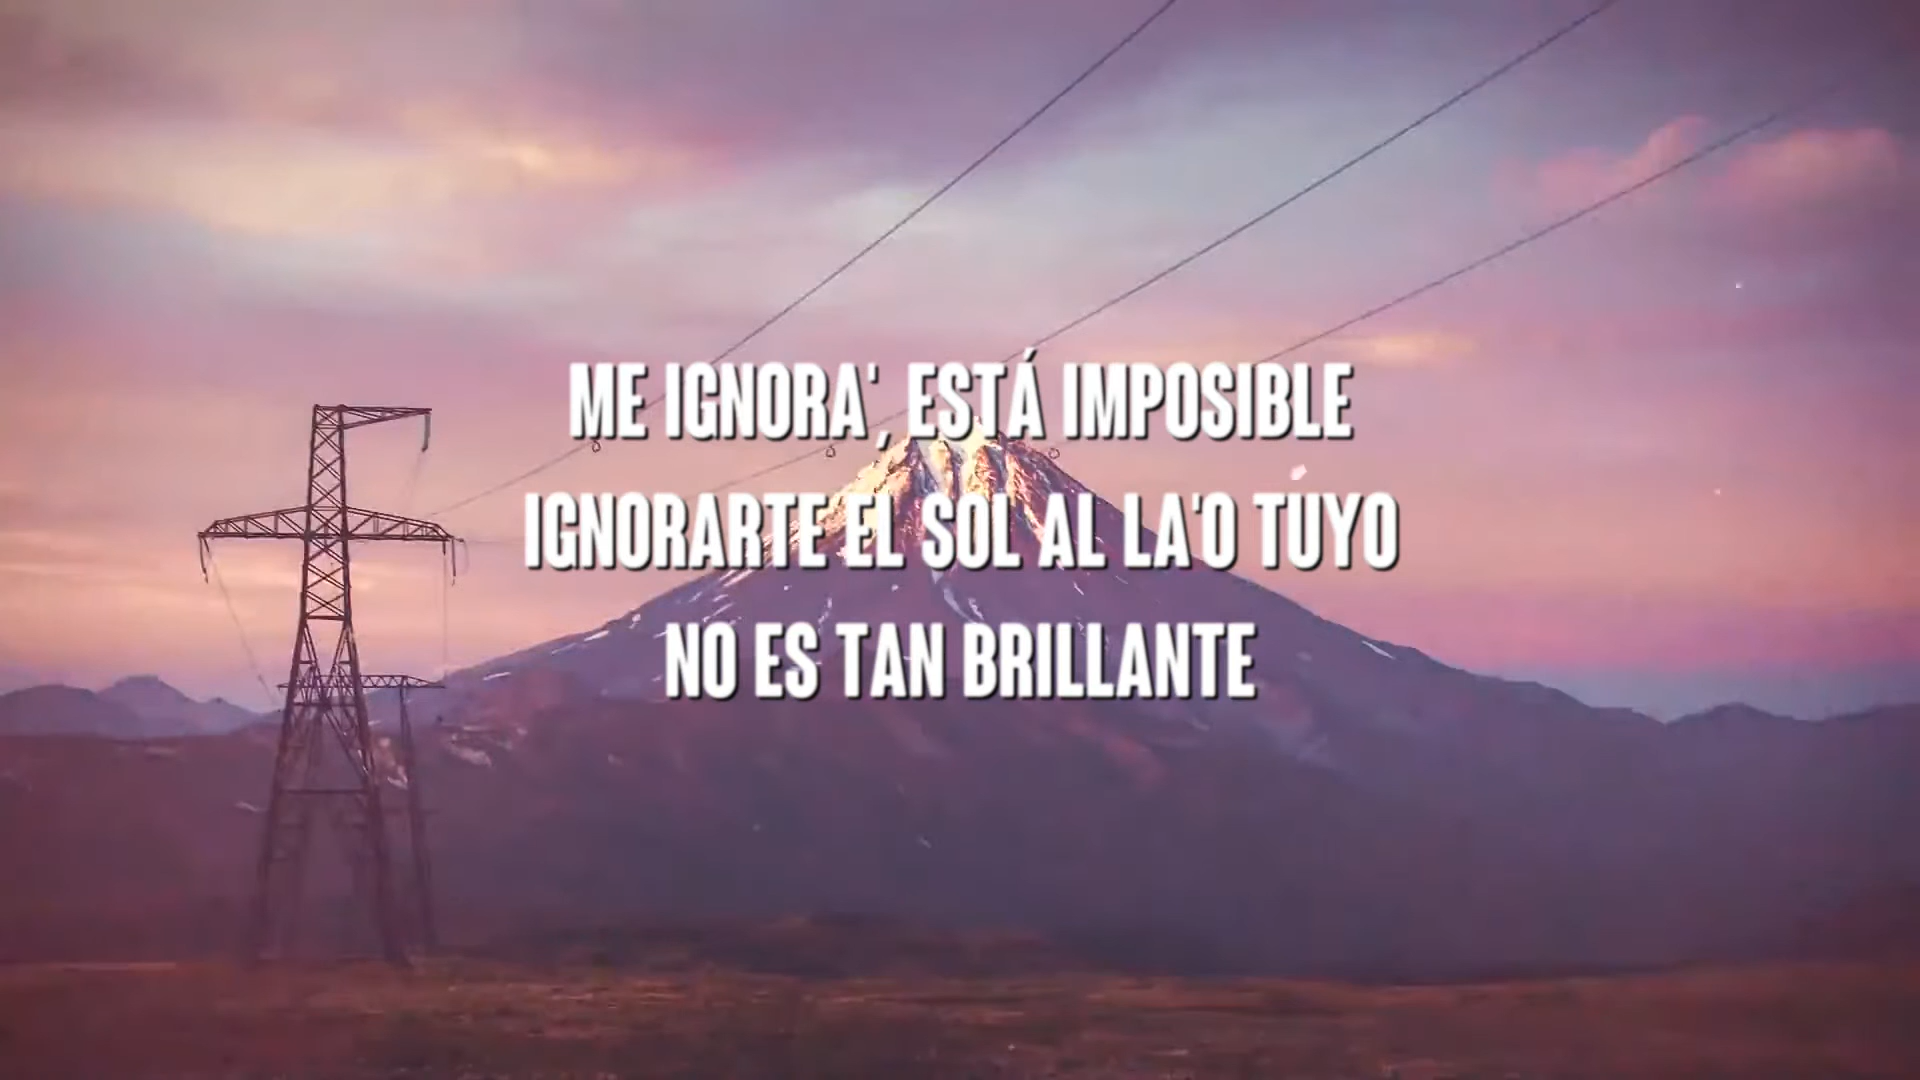 ME IGNORA', ESTÁ IMPOSIBLE
IGNORARTE EL SOL AL LA'O TUYO
NO ES TAN BRILLANTE